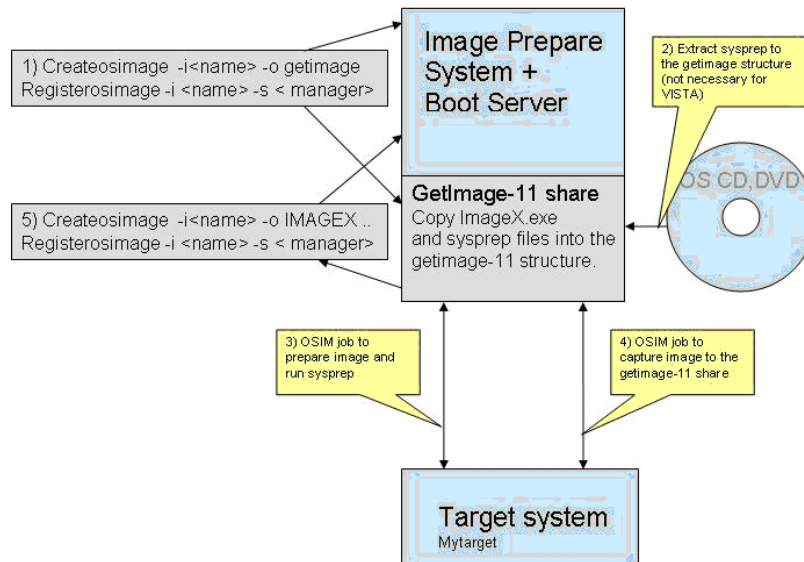 1) Createosimage -i<name> -o getimage
Registerosimage -i <name> -s < manager>
Image Prepare
System +
Boot Server
2) Extract sysprep to
the getimage structure
(not necessary for
VISTA)
OS CD,DVD
GetImage-11 share
Copy ImageX.exe
and sysprep files into the
getimage-11 structure.
5) Createosimage -i<name> -o IMAGEX ..
Registerosimage -i <name> -s < manager>
3) OSIM job to
prepare image and
run sysprep
4) OSIM job to
capture image to the
getimage-11 share
Target system
Mytarget